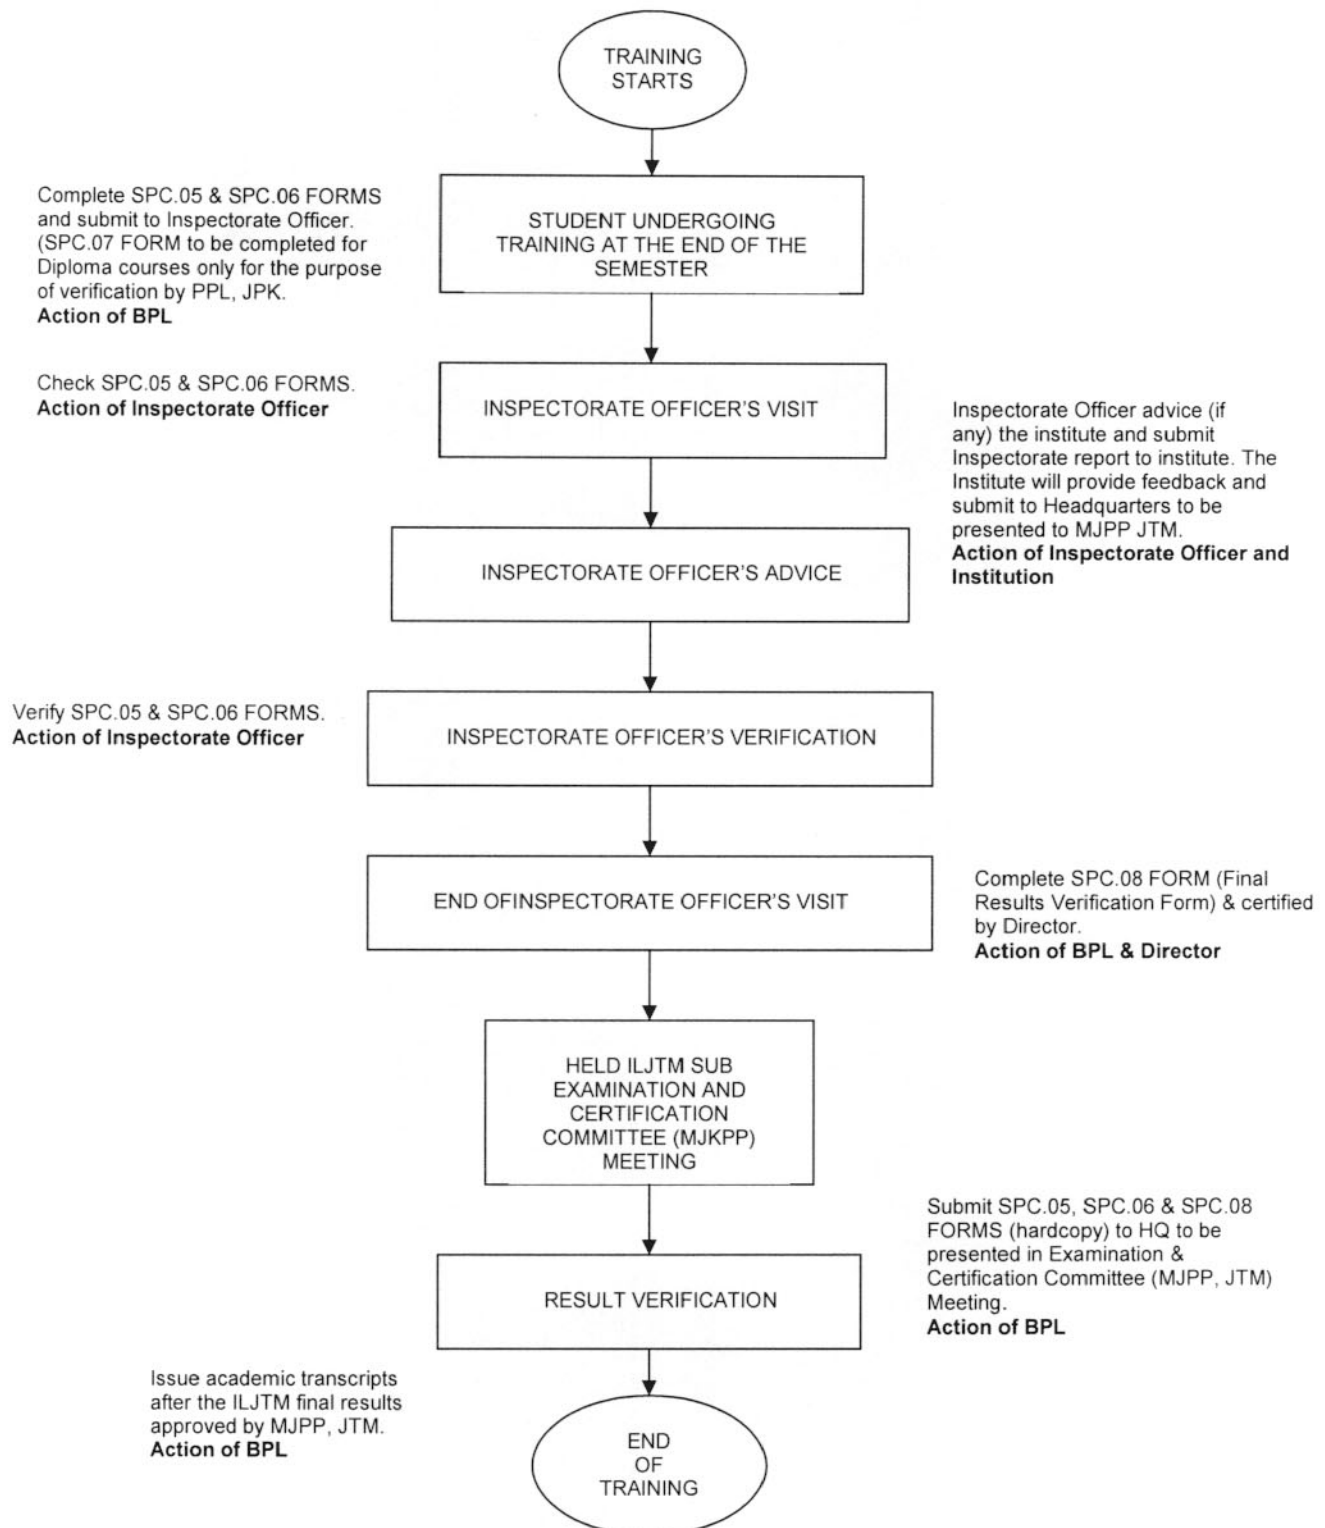 TRAINING
STARTS
Complete SPC.05 & SPC.06 FORMS
and submit to Inspectorate Officer.
(SPC.07 FORM to be completed for
Diploma courses only for the purpose
of verification by PPL, JPK.
Action of BPL
STUDENT UNDERGOING
TRAINING AT THE END OF THE
SEMESTER
Check SPC.05 & SPC.06 FORMS.
Action of Inspectorate Officer
INSPECTORATE OFFICER'S VISIT
Inspectorate Officer advice (if
any) the institute and submit
Inspectorate report to institute. The
Institute will provide feedback and
submit to Headquarters to be
presented to MJPP JTM.
Action of Inspectorate Officer and
Institution
INSPECTORATE OFFICER'S ADVICE
Verify SPC.05 & SPC.06 FORMS.
Action of Inspectorate Officer
INSPECTORATE OFFICER'S VERIFICATION
END OFINSPECTORATE OFFICER'S VISIT
Complete SPC.08 FORM (Final
Results Verification Form) & certified
by Director.
Action of BPL & Director
HELD ILJTM SUB
EXAMINATION AND
CERTIFICATION
COMMITTEE (MJKPP)
MEETING
Submit SPC.05, SPC.06 & SPC.08
FORMS (hardcopy) to HQ to be
presented in Examination &
Certification Committee (MJPP, JTM)
Meeting.
Action of BPL
RESULT VERIFICATION
Issue academic transcripts
after the ILJTM final results
approved by MJPP, JTM.
Action of BPL
END
OF
TRAINING